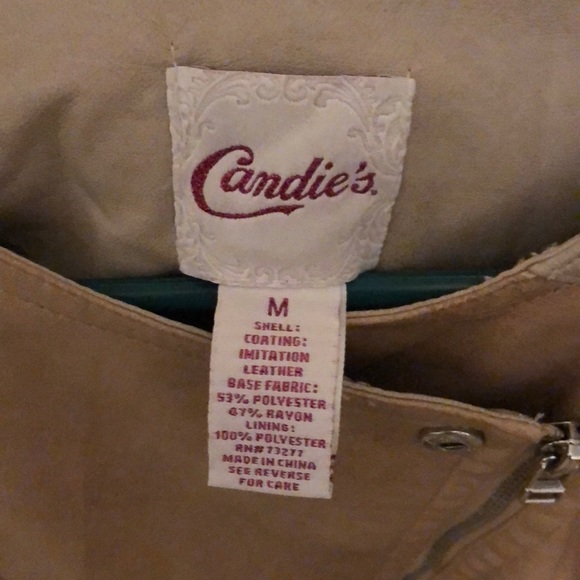 Candie's.
M
SHELL:
COATING:
IMITATION
LEATHER
BASE FABRIC:
53% POLYESTER
47% RAYON
LINING:
100% POLYESTER
RN# 73277
MADE IN CHINA
SEE REVERSE
FOR CARE